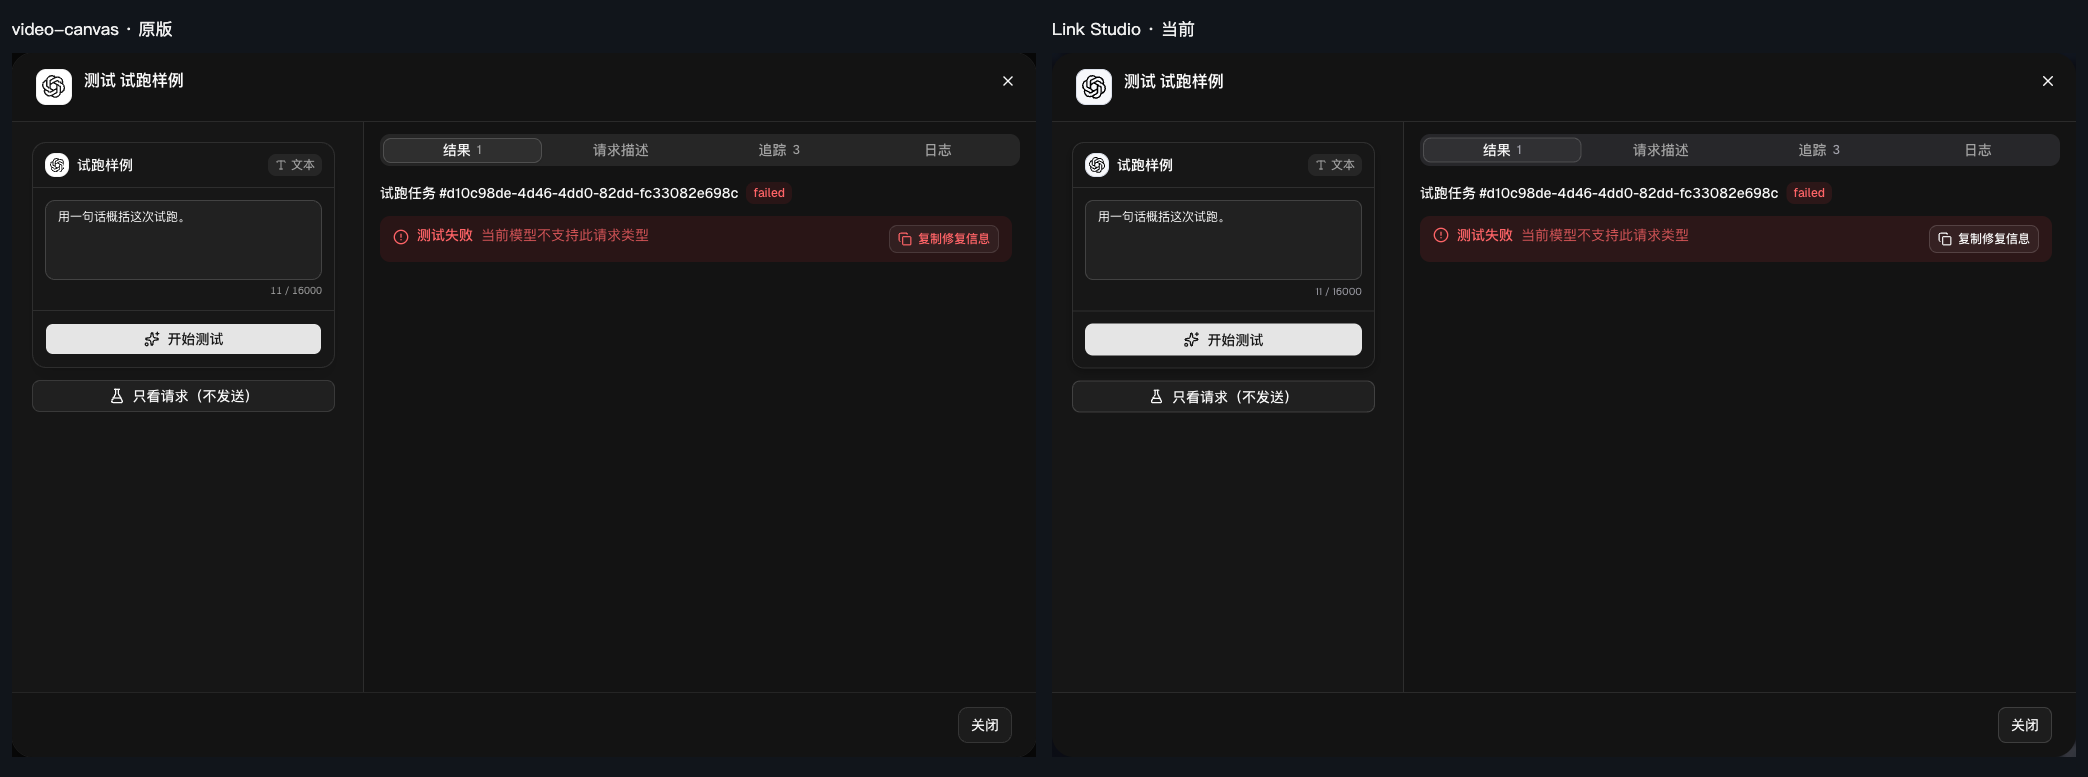 video-canvas · 原版
测试 试跑样例
试跑样例
文本
用一句话概括这次试跑。
11 / 16000
开始测试
只看请求（不发送）
结果 1
请求描述
追踪 3
日志
试跑任务 #d10c98de-4d46-4dd0-82dd-fc33082e698c failed
测试失败 当前模型不支持此请求类型
复制修复信息
关闭
Link Studio · 当前
测试 试跑样例
试跑样例
文本
用一句话概括这次试跑。
11 / 16000
开始测试
只看请求（不发送）
结果 1
请求描述
追踪 3
日志
试跑任务 #d10c98de-4d46-4dd0-82dd-fc33082e698c failed
测试失败 当前模型不支持此请求类型
复制修复信息
关闭